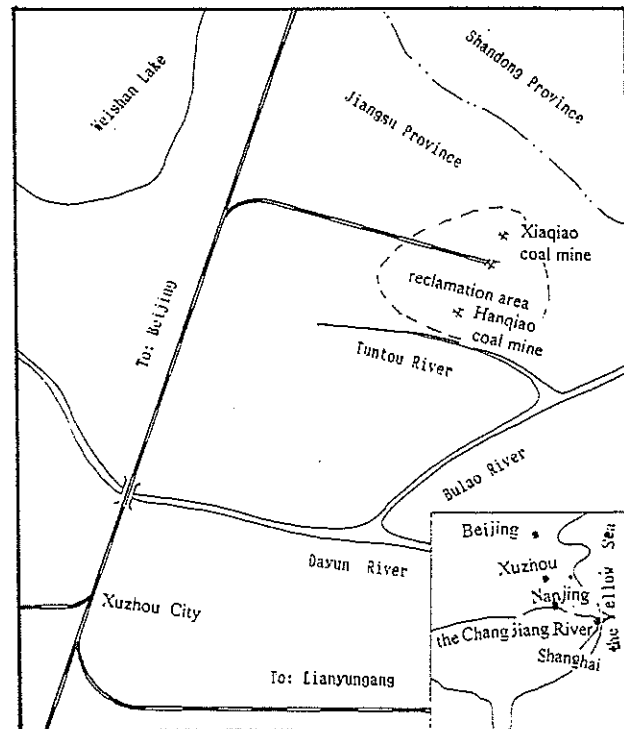 Weishan Lake
Shandong Province
Jiangsu Province
Xiaqiao
coal mine
reclamation area
Hanqiao
coal mine
To: Beijing
Tuntou River
Bulao River
Dayun River
Xuzhou City
To: Lianyungang
Beijing
Xuzhou
Nanjing
the Yellow Sea
the Changjiang River
Shanghai